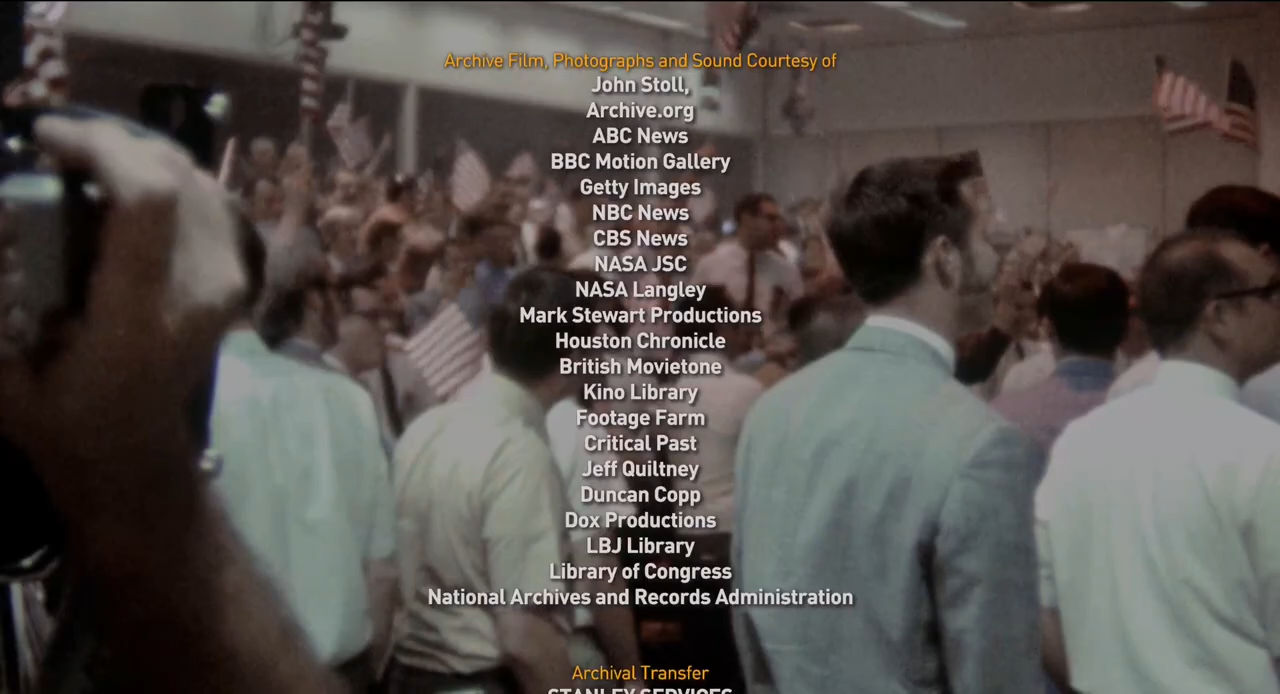 Archive Film, Photographs and Sound Courtesy of
John Stoll,
Archive.org
ABC News
BBC Motion Gallery
Getty Images
NBC News
CBS News
NASA JSC
NASA Langley
Mark Stewart Productions
Houston Chronicle
British Movietone
Kino Library
Footage Farm
Critical Past
Jeff Quiltney
Duncan Copp
Dox Productions
LBJ Library
Library of Congress
National Archives and Records Administration
Archival Transfer
STANLEY SERVICES